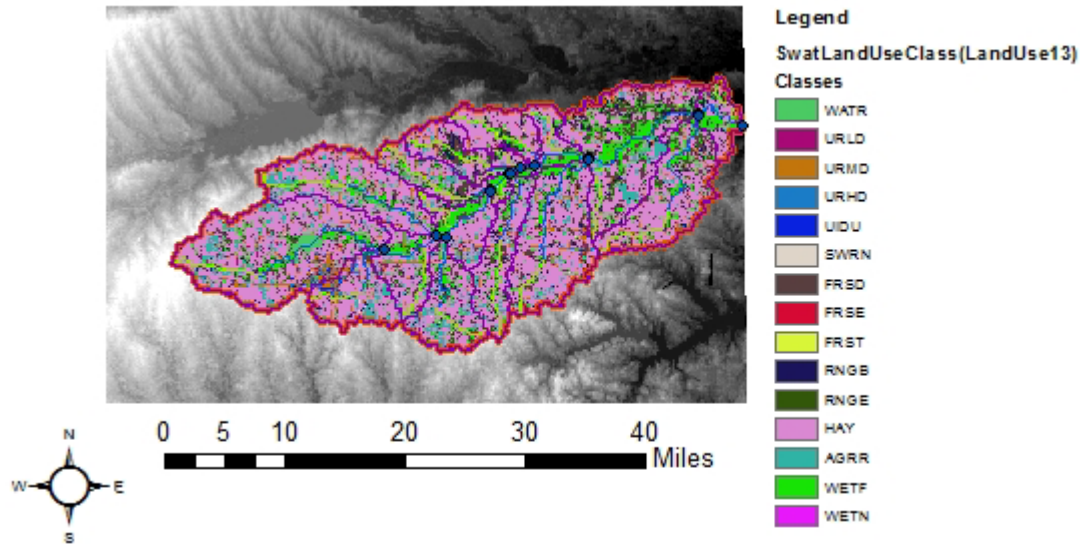 Legend
SwatLandUseClass(LandUse13)
Classes
WATR
URLD
URMD
URHD
UIDU
SWRN
FRSD
FRSE
FRST
RNGB
RNGE
HAY
AGRR
WETF
WETN
0 5 10 20 30 40
Miles
N
W E
S